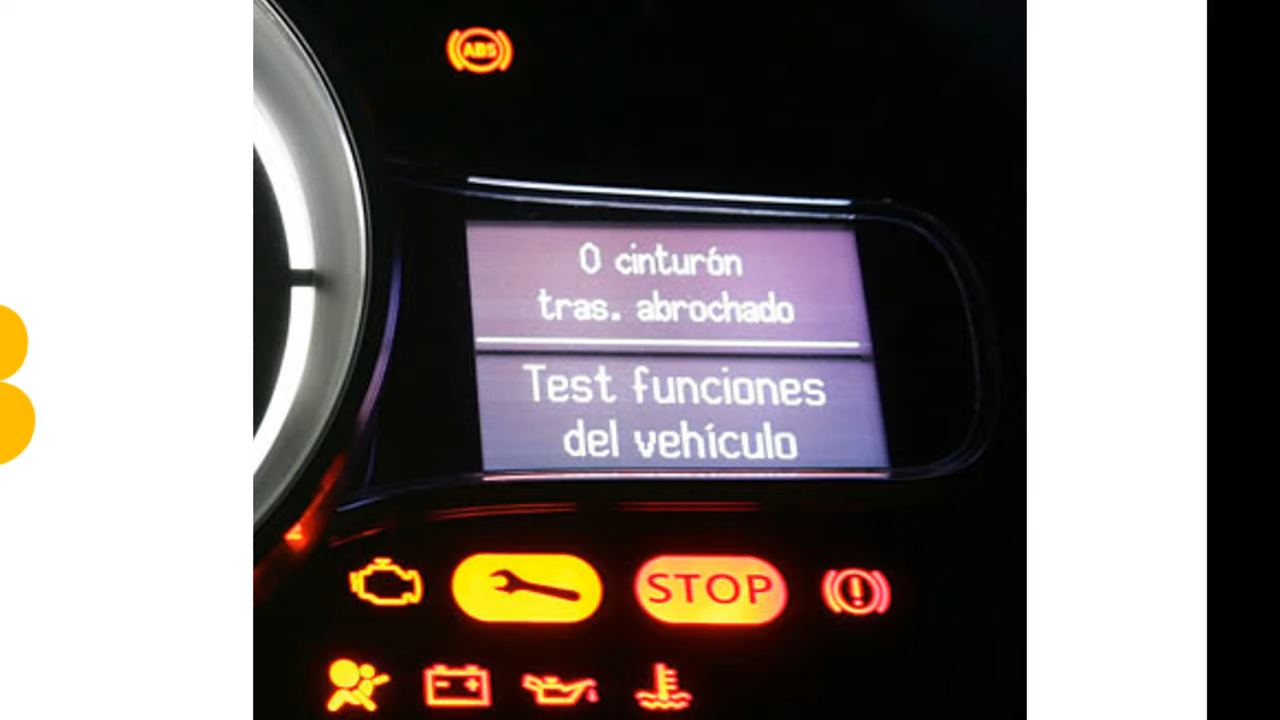 ABS
0 cinturón
tras. abrochado
Test funciones
del vehículo
STOP